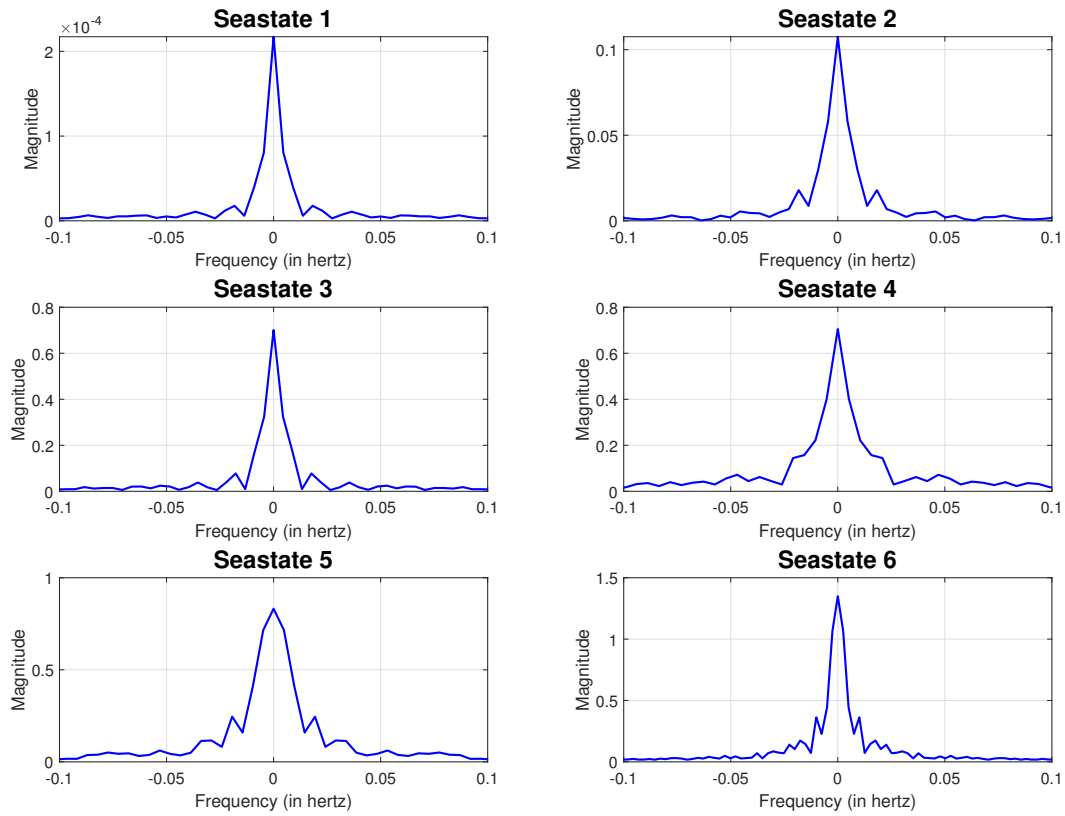 Seastate 1
×10-4
2
1
0
Magnitude
-0.1 -0.05 0 0.05 0.1
Frequency (in hertz)
Seastate 2
0.1
0.05
0
Magnitude
-0.1 -0.05 0 0.05 0.1
Frequency (in hertz)
Seastate 3
0.8
0.6
0.4
0.2
0
Magnitude
-0.1 -0.05 0 0.05 0.1
Frequency (in hertz)
Seastate 4
0.8
0.6
0.4
0.2
0
Magnitude
-0.1 -0.05 0 0.05 0.1
Frequency (in hertz)
Seastate 5
1
0.5
0
Magnitude
-0.1 -0.05 0 0.05 0.1
Frequency (in hertz)
Seastate 6
1.5
1
0.5
0
Magnitude
-0.1 -0.05 0 0.05 0.1
Frequency (in hertz)